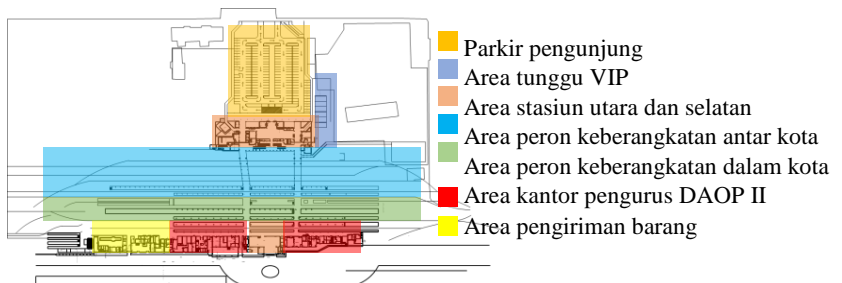 Parkir pengunjung
Area tunggu VIP
Area stasiun utara dan selatan
Area peron keberangkatan antar kota
Area peron keberangkatan dalam kota
Area kantor pengurus DAOP II
Area pengiriman barang